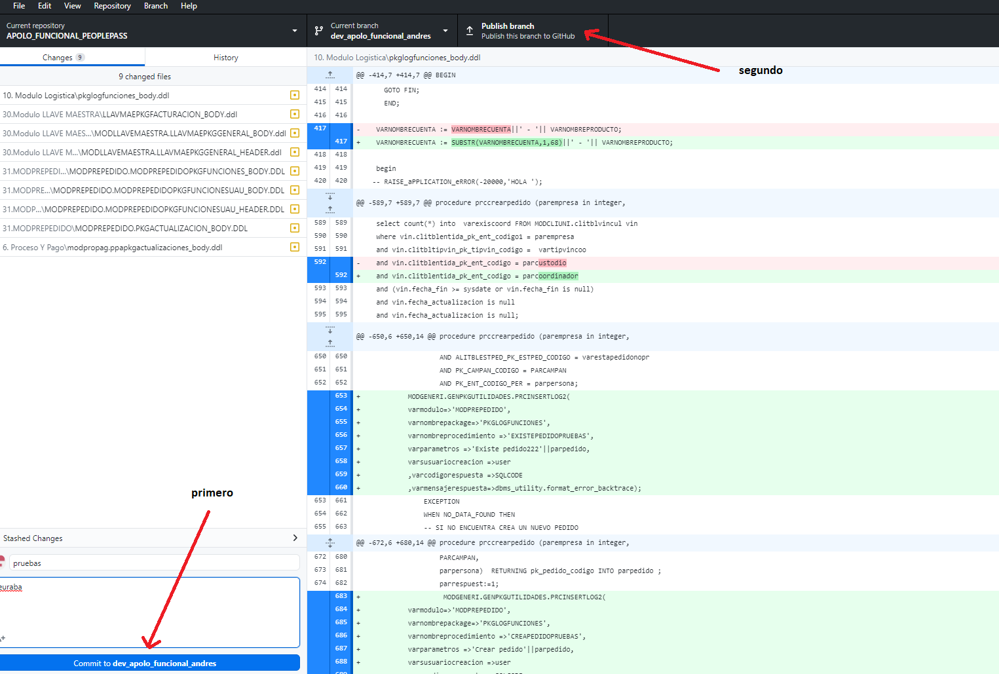 File Edit View Repository Branch Help
Current repository
APOLO_FUNCIONAL_PEOPLEPASS
Current branch
dev_apolo_funcional_andres
Publish branch
Publish this branch to GitHub
segundo
Changes 9
History
9 changed files
10. Modulo Logistica\pkglogfunciones_body.ddl
30.Modulo LLAVE MAESTRA\LLAVMAEPKGFACTURACION_BODY.ddl
30.Modulo LLAVE MAES...\MODLLAVEMAESTRA.LLAVMAEPKGGENERAL_BODY.ddl
30.Modulo LLAVE M...\MODLLAVEMAESTRA.LLAVMAEPKGGENERAL_HEADER.ddl
31.MODPREPEDI...\MODPREPEDIDO.MODPREPEDIDOPKGFUNCIONES_BODY.DDL
31.MODPRE...\MODPREPEDIDO.MODPREPEDIDOPKGFUNCIONESUAU_BODY.DDL
31.MODP...\MODPREPEDIDO.MODPREPEDIDOPKGFUNCIONESUAU_HEADER.DDL
31.MODPREPEDIDO\MODPREPEDIDO.PKGACTUALIZACION_BODY.DDL
6. Proceso Y Pago\modpropag.ppapkgactualizaciones_body.ddl
primero
Stashed Changes
pruebas
euraba
Commit to dev_apolo_funcional_andres
10. Modulo Logistica\pkglogfunciones_body.ddl
@@ -414,7 +414,7 @@ BEGIN
414 414 GOTO FIN;
415 415 END;
416 416
417 - VARNOMBRECUENTA := VARNOMBRECUENTA||' - '|| VARNOMBREPRODUCTO;
417 + VARNOMBRECUENTA := SUBSTR(VARNOMBRECUENTA,1,68)||' - '|| VARNOMBREPRODUCTO;
418 418
419 419 begin
420 420 -- RAISE_aPPLICATION_eRROR(-20000,'HOLA ');
@@ -589,7 +589,7 @@ procedure prccrearpedido (parempresa in integer,
589 589 select count(*) into varexiscoord FROM MODCLIUNI.clitblvincul vin
590 590 where vin.clitblentida_pk_ent_codigo1 = parempresa
591 591 and vin.clitbltipvin_pk_tipvin_codigo = vartipvincoo
592 - and vin.clitblentida_pk_ent_codigo = parcustodio
592 + and vin.clitblentida_pk_ent_codigo = parcoordinador
593 593 and (vin.fecha_fin >= sysdate or vin.fecha_fin is null)
594 594 and vin.fecha_actualizacion is null
595 595 and vin.fecha_actualizacion is null;
@@ -650,6 +650,14 @@ procedure prccrearpedido (parempresa in integer,
650 650 AND ALITBLESTPED_PK_ESTPED_CODIGO = varestapedidonopr
651 651 AND PK_CAMPAN_CODIGO = PARCAMPAN
652 652 AND PK_ENT_CODIGO_PER = parpersona;
653 + MODGENERI.GENPKGUTILIDADES.PRCINSERTLOG2(
654 + varmodulo=>'MODPREPEDIDO',
655 + varnombrepackage=>'PKGLOGFUNCIONES',
656 + varnombreprocedimiento =>'EXISTEPEDIDOPRUEBAS',
657 + varparametros =>'Existe pedido222'||parpedido,
658 + varsusuariocreacion =>user
659 + ,varcodigorespuesta =>SQLCODE
660 + ,varmensajerespuesta=>dbms_utility.format_error_backtrace);
653 661 EXCEPTION
654 662 WHEN NO_DATA_FOUND THEN
655 663 -- SI NO ENCUENTRA CREA UN NUEVO PEDIDO
@@ -672,6 +680,14 @@ procedure prccrearpedido (parempresa in integer,
672 680 PARCAMPAN,
673 681 parpersona) RETURNING pk_pedido_codigo INTO parpedido ;
674 682 parrespuest:=1;
683 + MODGENERI.GENPKGUTILIDADES.PRCINSERTLOG2(
684 + varmodulo=>'MODPREPEDIDO',
685 + varnombrepackage=>'PKGLOGFUNCIONES',
686 + varnombreprocedimiento =>'CREAPEDIDOPRUEBAS',
687 + varparametros =>'Crear pedido'||parpedido,
688 + varsusuariocreacion =>user